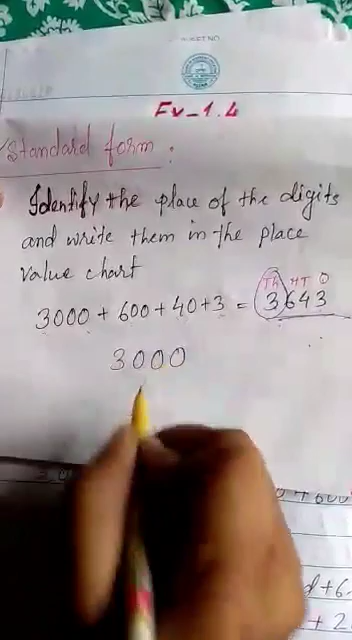 Ex-1.4
Standard form:
Identify the place of the digits
and write them in the place
value chart
Th H T O
3000 + 600 + 40 + 3 = 3643
3000